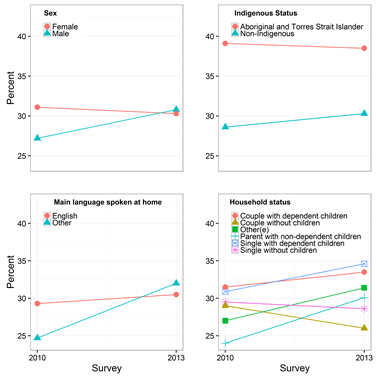 Sex
Female
Male
Percent
40
35
30
25
Indigenous Status
Aboriginal and Torres Strait Islander
Non-Indigenous
40
35
30
25
Main language spoken at home
English
Other
Percent
40
35
30
25
2010
2013
Survey
Household status
Couple with dependent children
Couple without children
Other(e)
Parent with non-dependent children
Single with dependent children
Single without children
40
35
30
25
2010
2013
Survey